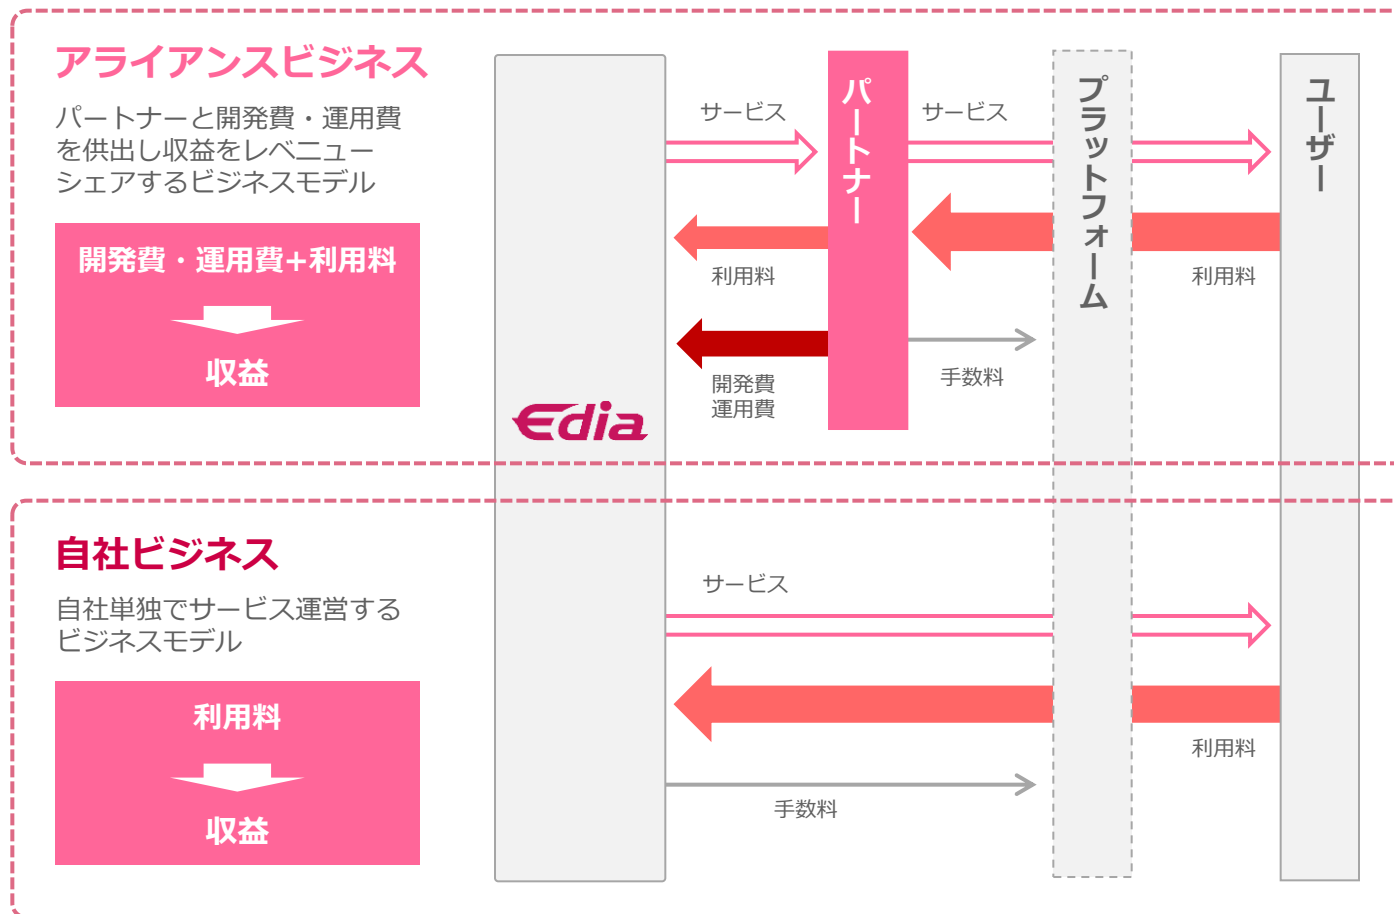 アライアンスビジネス
パートナーと開発費・運用費
を供出し収益をレベニュー
シェアするビジネスモデル
開発費・運用費+利用料
収益
Edia
サービス
パートナー
サービス
プラットフォーム
ユーザー
利用料
利用料
開発費
運用費
手数料
自社ビジネス
自社単独でサービス運営する
ビジネスモデル
利用料
収益
サービス
利用料
手数料